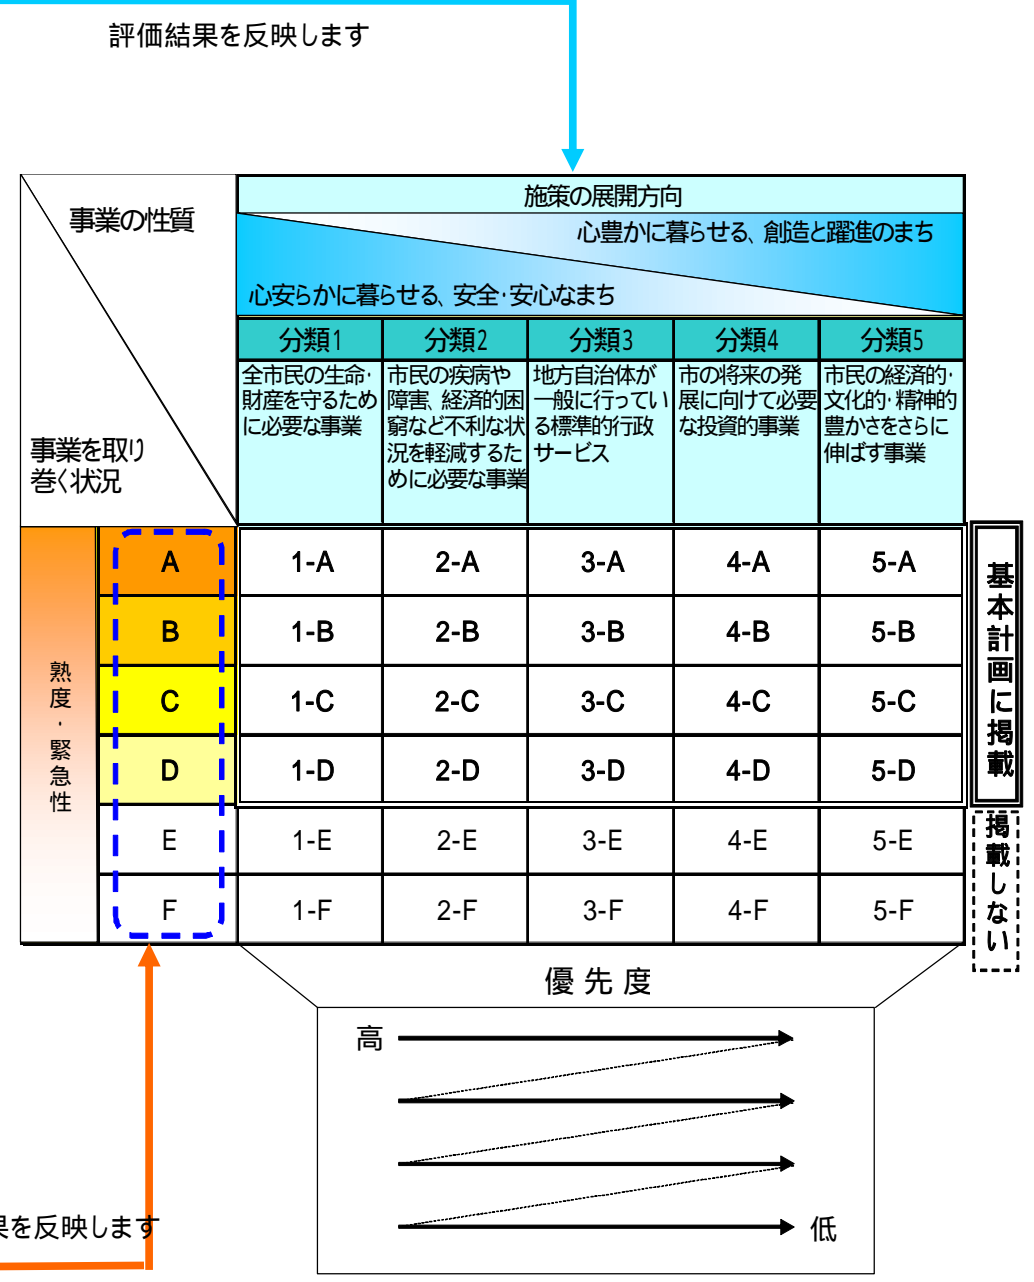 評価結果を反映します
事業の性質
事業を取り
巻く状況
施策の展開方向
心豊かに暮らせる、創造と躍進のまち
心安らかに暮らせる、安全・安心なまち
分類1
分類2
分類3
分類4
分類5
全市民の生命・
財産を守るため
に必要な事業
市民の疾病や
障害、経済的困
窮など不利な状
況を軽減するた
めに必要な事業
地方自治体が
一般に行ってい
る標準的行政
サービス
市の将来の発
展に向けて必要
な投資的事業
市民の経済的・
文化的・精神的
豊かさをさらに
伸ばす事業
熟度・緊急性
A 1-A 2-A 3-A 4-A 5-A
B 1-B 2-B 3-B 4-B 5-B
C 1-C 2-C 3-C 4-C 5-C
D 1-D 2-D 3-D 4-D 5-D
E 1-E 2-E 3-E 4-E 5-E
F 1-F 2-F 3-F 4-F 5-F
基本計画に掲載
掲載しない
優先度
高
低
果を反映します